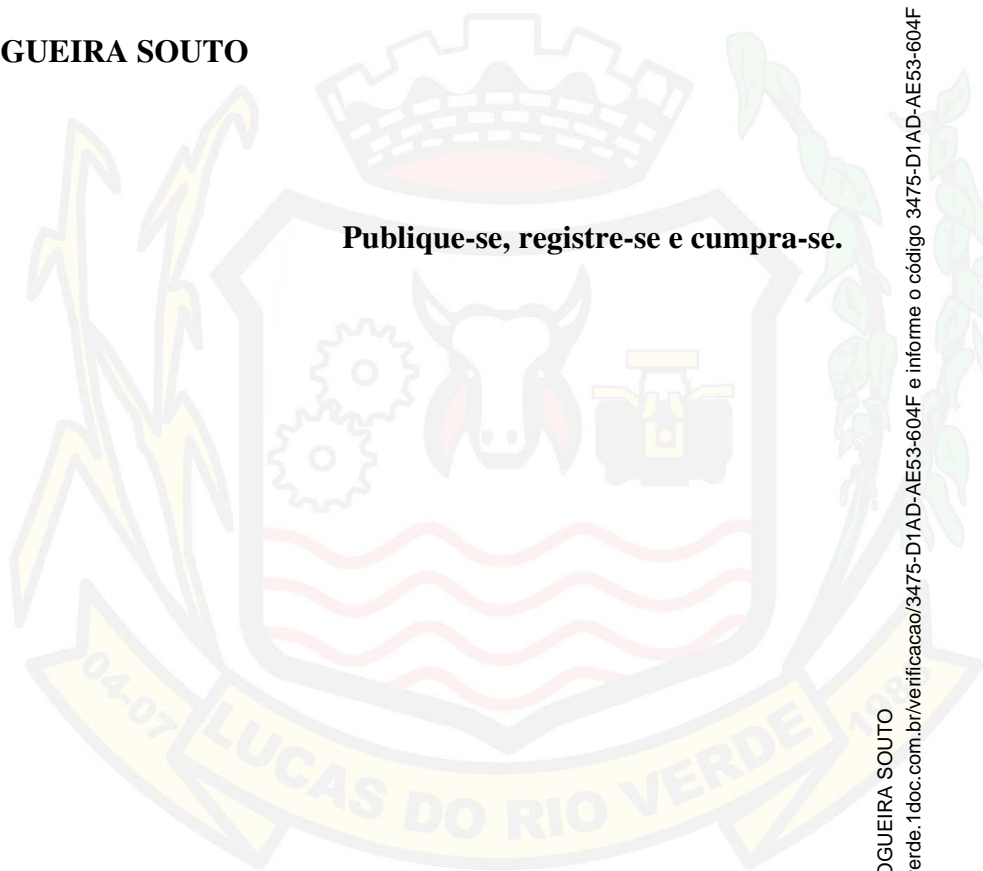 GUEIRA SOUTO
Publique-se, registre-se e cumpra-se.
04-07
LUCAS DO RIO VERDE
1988
OGUEIRA SOUTO
erde.1doc.com.br/verificacao/3475-D1AD-AE53-604F e informe o código 3475-D1AD-AE53-604F